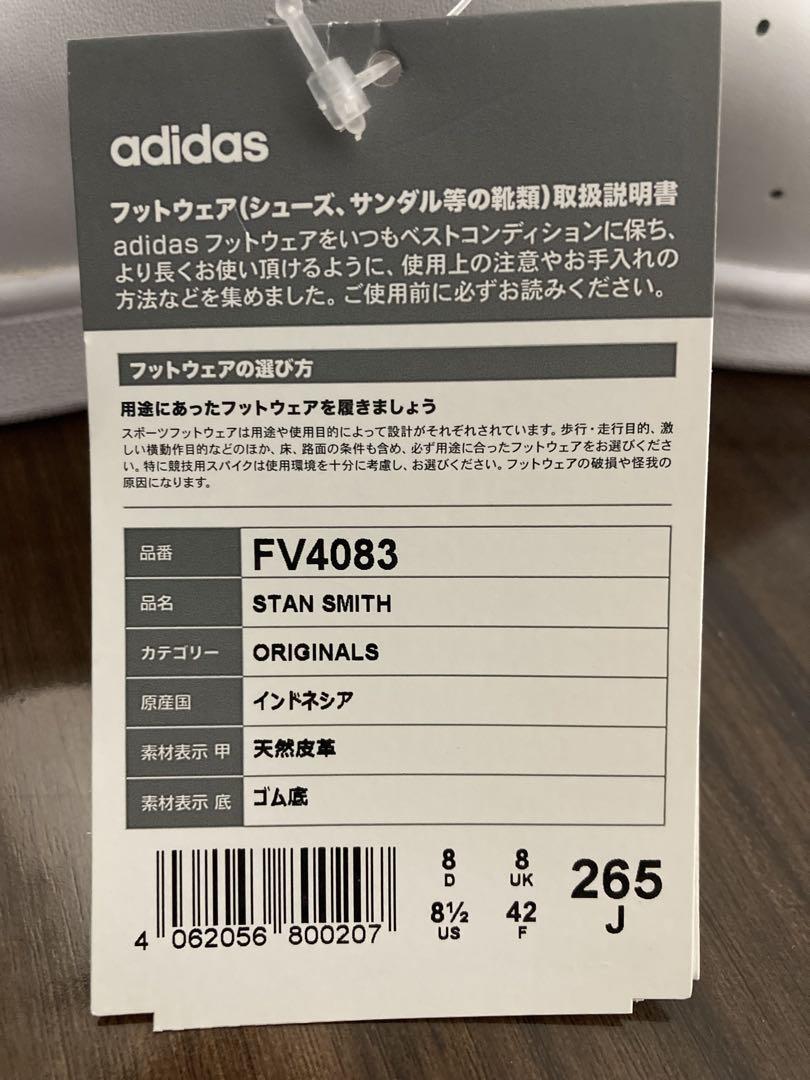 adidas
フットウェア(シューズ、サンダル等の靴類)取扱説明書
adidas フットウェアをいつもベストコンディションに保ち、
より長くお使い頂けるように、使用上の注意やお手入れの
方法などを集めました。ご使用前に必ずお読みください。
フットウェアの選び方
用途にあったフットウェアを履きましょう
スポーツフットウェアは用途や使用目的によって設計がそれぞれされています。歩行・走行目的、激
しい横動作目的などのほか、床、路面の条件も含め、必ず用途に合ったフットウェアをお選びくださ
い。特に競技用スパイクは使用環境を十分に考慮し、お選びください。フットウェアの破損や怪我の
原因になります。
品番 FV4083
品名 STAN SMITH
カテゴリー ORIGINALS
原産国 インドネシア
素材表示 甲 天然皮革
素材表示 底 ゴム底
8 8 265
D UK J
8½ 42
US F
4 062056 800207